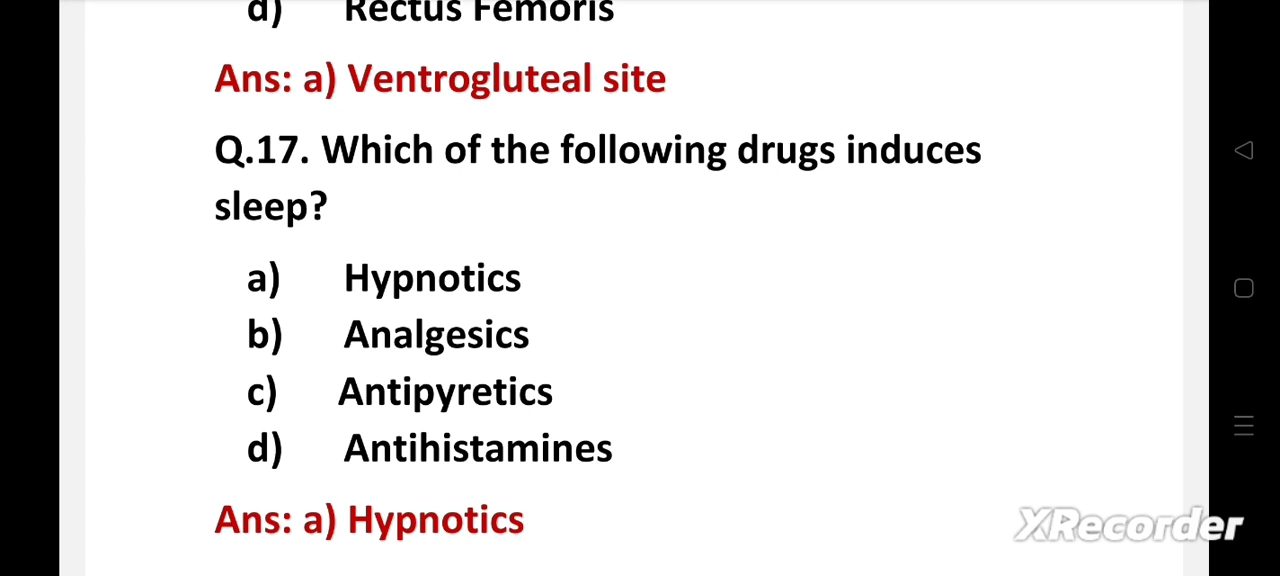 d) Rectus Femoris
Ans: a) Ventrogluteal site
Q.17. Which of the following drugs induces
sleep?
a) Hypnotics
b) Analgesics
c) Antipyretics
d) Antihistamines
Ans: a) Hypnotics
XRecorder